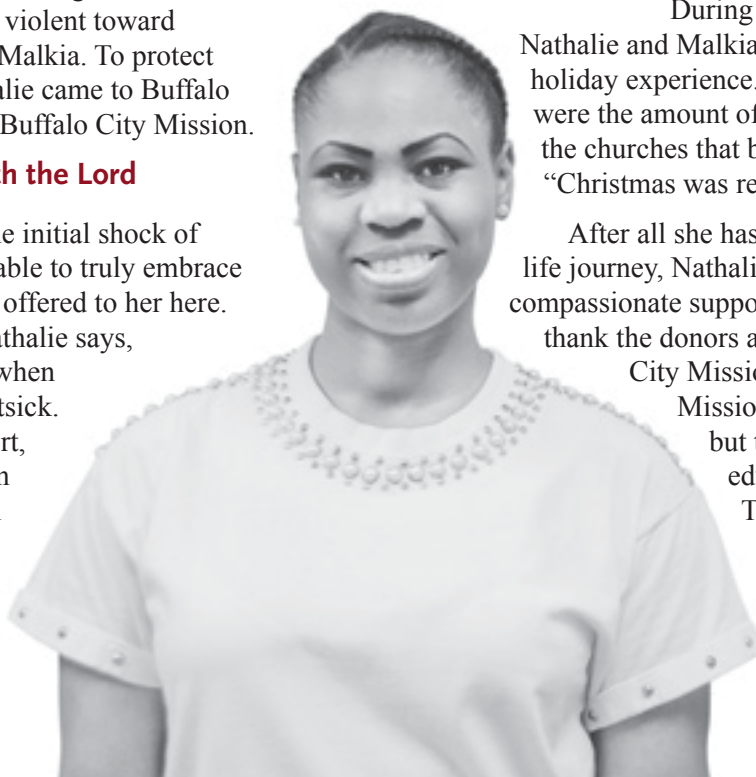 violent toward
Malkia. To protect
alie came to Buffalo
Buffalo City Mission.
h the Lord
e initial shock of
able to truly embrace
offered to her here.
athalie says,
when
tsick.
rt,
n
During
Nathalie and Malkia
holiday experience.
were the amount of
the churches that b
“Christmas was re
After all she has
life journey, Nathali
compassionate suppo
thank the donors a
City Missio
Mission
but t
ed
T